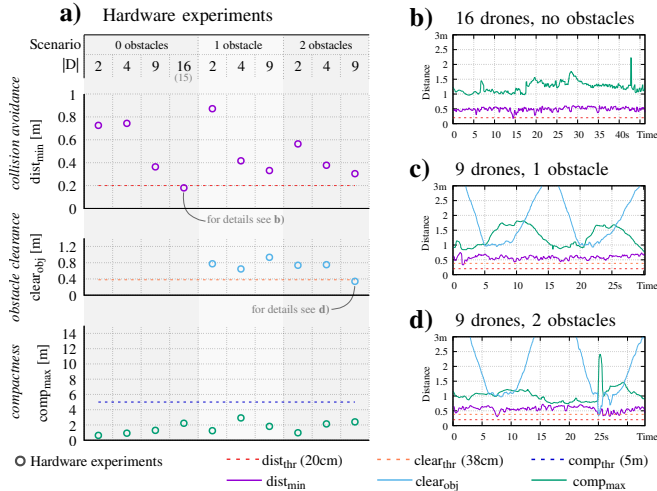 a) Hardware experiments
Scenario 0 obstacles 1 obstacle 2 obstacles
|D| 2 4 9 16 2 4 9 2 4 9
(15)
collision avoidance
dist_min [m]
1
0.8
0.6
0.4
0.2
0
for details see b)
obstacle clearance
clear_obj [m]
1.2
0.8
0.4
0
for details see d)
compactness
comp_max [m]
14
12
10
8
6
4
2
0
b) 16 drones, no obstacles
Distance
3m
2.5
2
1.5
1
0.5
0 5 10 15 20 25 30 35 40s Time
c) 9 drones, 1 obstacle
Distance
3m
2.5
2
1.5
1
0.5
0 5 10 15 20 25s Time
d) 9 drones, 2 obstacles
Distance
3m
2.5
2
1.5
1
0.5
0 5 10 15 20 25s Time
Hardware experiments
dist_thr (20cm) clear_thr (38cm) comp_thr (5m)
dist_min clear_obj comp_max